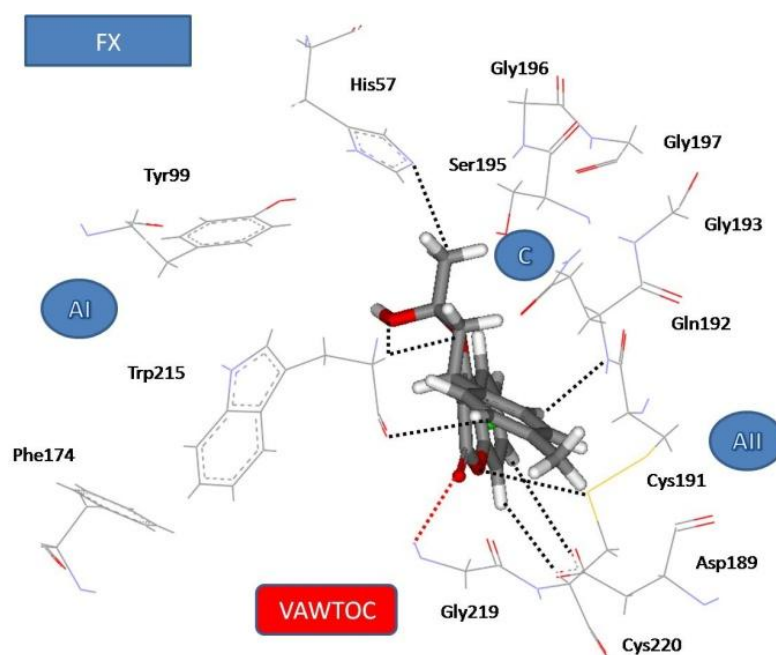 FX
His57
Gly196
Gly197
Ser195
Tyr99
Gly193
C
AI
Gln192
Trp215
AII
Phe174
Cys191
Asp189
VAWTOC
Gly219
Cys220